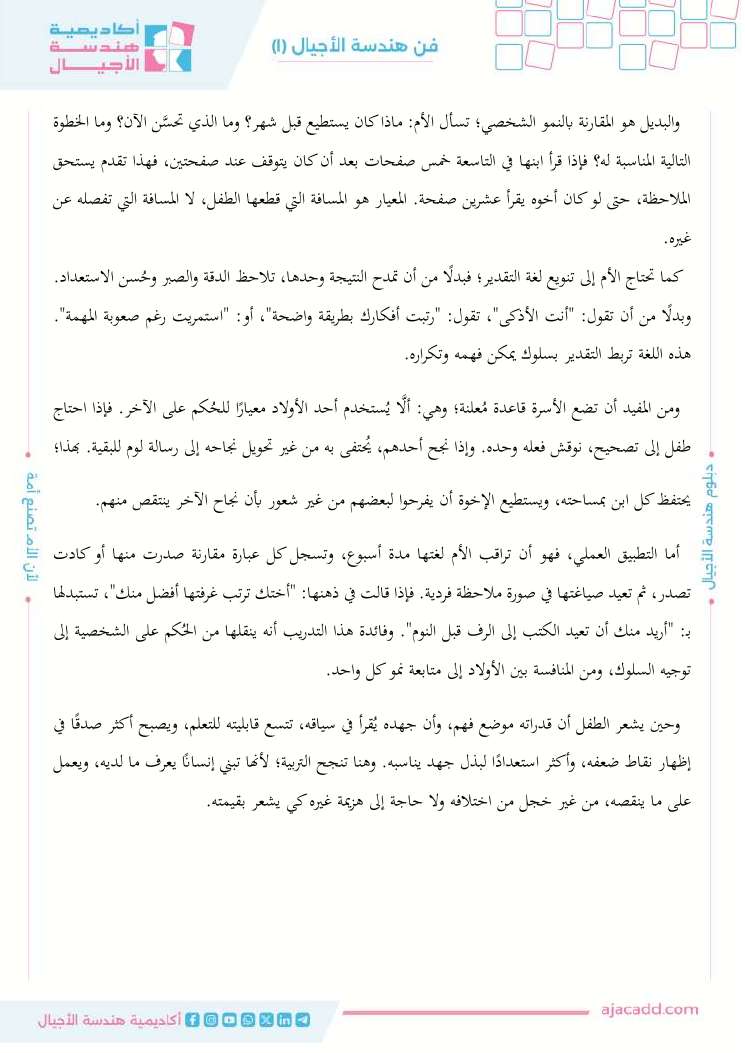 أكاديمية
هندسة
الأجيال
فن هندسة الأجيال (١)
والبديل هو المقارنة بالنمو الشخصي؛ تسأل الأم: ماذا كان يستطيع قبل شهر؟ وما الذي تحسَّن الآن؟ وما الخطوة
التالية المناسبة له؟ فإذا قرأ ابنها في التاسعة خمس صفحات بعد أن كان يتوقف عند صفحتين، فهذا تقدم يستحق
الملاحظة، حتى لو كان أخوه يقرأ عشرين صفحة. المعيار هو المسافة التي قطعها الطفل، لا المسافة التي تفصله عن
غيره.
كما تحتاج الأم إلى تنويع لغة التقدير؛ فبدلًا من أن تمدح النتيجة وحدها، تلاحظ الدقة والصبر وحُسن الاستعداد.
وبدلًا من أن تقول: "أنت الأذكى"، تقول: "رتبت أفكارك بطريقة واضحة"، أو: "استمريت رغم صعوبة المهمة".
هذه اللغة تربط التقدير بسلوك يمكن فهمه وتكراره.
ومن المفيد أن تضع الأسرة قاعدة مُعلنة؛ وهي: ألَّا يُستخدم أحد الأولاد معيارًا للحُكم على الآخر. فإذا احتاج
طفل إلى تصحيح، نوقش فعله وحده. وإذا نجح أحدهم، يُحتفى به من غير تحويل نجاحه إلى رسالة لوم للبقية. بهذا؛
يحتفظ كل ابن بمساحته، ويستطيع الإخوة أن يفرحوا لبعضهم من غير شعور بأن نجاح الآخر ينتقص منهم.
أما التطبيق العملي، فهو أن تراقب الأم لغتها مدة أسبوع، وتسجل كل عبارة مقارنة صدرت منها أو كادت
تصدر، ثم تعيد صياغتها في صورة ملاحظة فردية. فإذا قالت في ذهنها: "أختك ترتب غرفتها أفضل منك"، تستبدلها
بـ: "أريد منك أن تعيد الكتب إلى الرف قبل النوم". وفائدة هذا التدريب أنه ينقلها من الحُكم على الشخصية إلى
توجيه السلوك، ومن المنافسة بين الأولاد إلى متابعة نمو كل واحد.
وحين يشعر الطفل أن قدراته موضع فهم، وأن جهده يُقرأ في سياقه، تتسع قابليته للتعلم، ويصبح أكثر صدقًا في
إظهار نقاط ضعفه، وأكثر استعدادًا لبذل جهد يناسبه. وهنا تنجح التربية؛ لأنها تبني إنسانًا يعرف ما لديه، ويعمل
على ما ينقصه، من غير خجل من اختلافه ولا حاجة إلى هزيمة غيره كي يشعر بقيمته.
دبلوم هندسة الأجيال
لأن الأم تصنع أمة
أكاديمية هندسة الأجيال
ajacadd.com